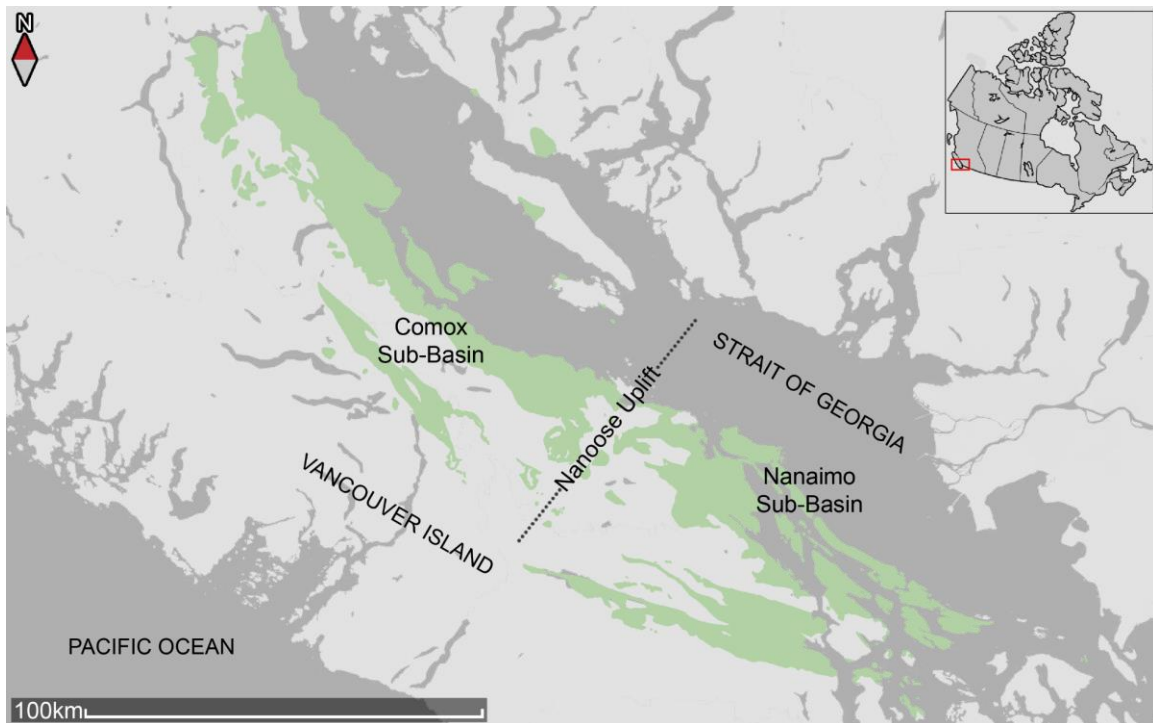 N
Comox
Sub-Basin
Nanoose Uplift
STRAIT OF GEORGIA
Nanaimo
Sub-Basin
VANCOUVER ISLAND
PACIFIC OCEAN
100km